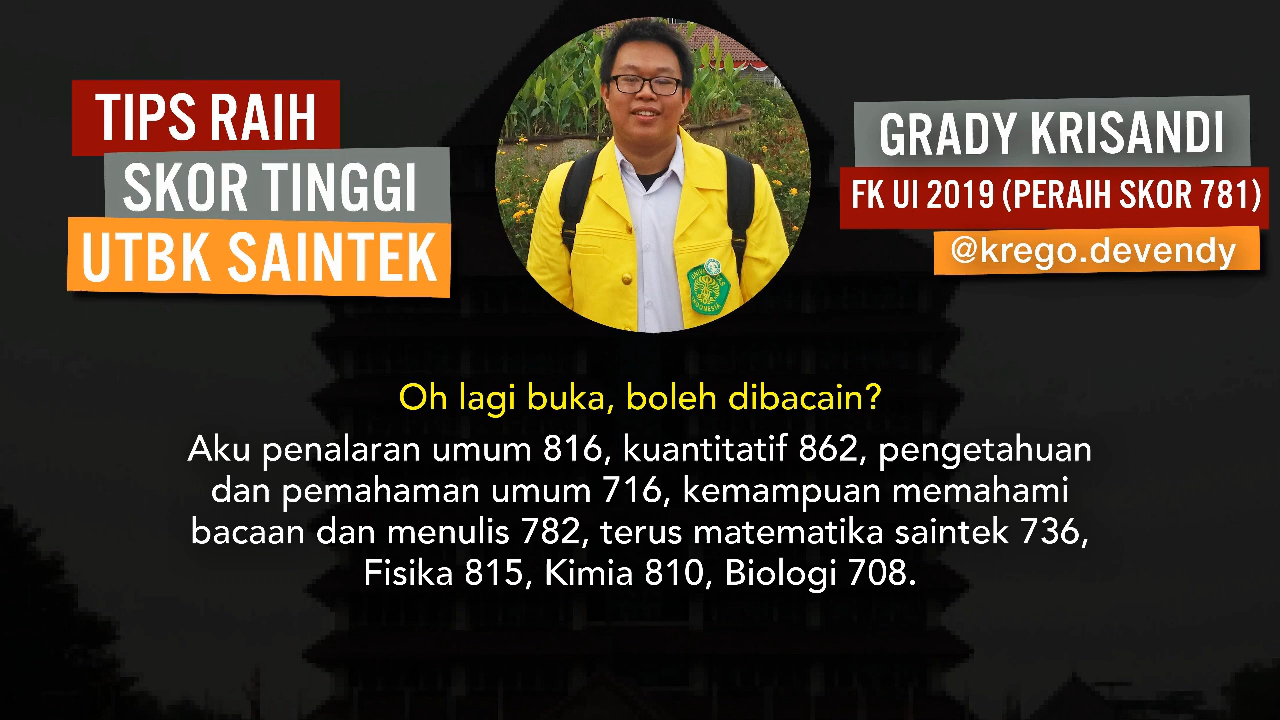 TIPS RAIH
SKOR TINGGI
UTBK SAINTEK
GRADY KRISANDI
FK UI 2019 (PERAIH SKOR 781)
@krego.devendy
UNIVERSITAS
INDONESIA
Oh lagi buka, boleh dibacain?
Aku penalaran umum 816, kuantitatif 862, pengetahuan
dan pemahaman umum 716, kemampuan memahami
bacaan dan menulis 782, terus matematika saintek 736,
Fisika 815, Kimia 810, Biologi 708.